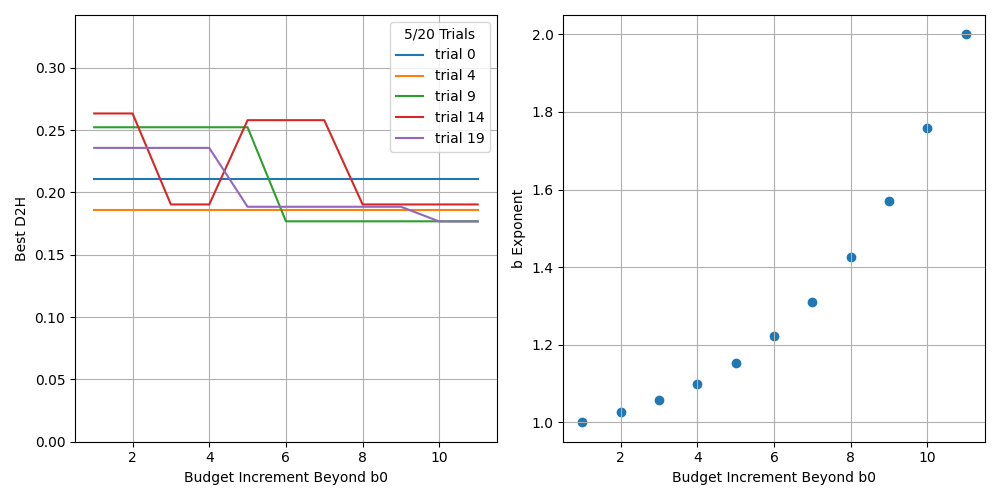 5/20 Trials
trial 0
trial 4
trial 9
trial 14
trial 19
0.30
0.25
0.20
0.15
0.10
0.05
0.00
Best D2H
2 4 6 8 10
Budget Increment Beyond b0
2.0
1.8
1.6
1.4
1.2
1.0
b Exponent
2 4 6 8 10
Budget Increment Beyond b0